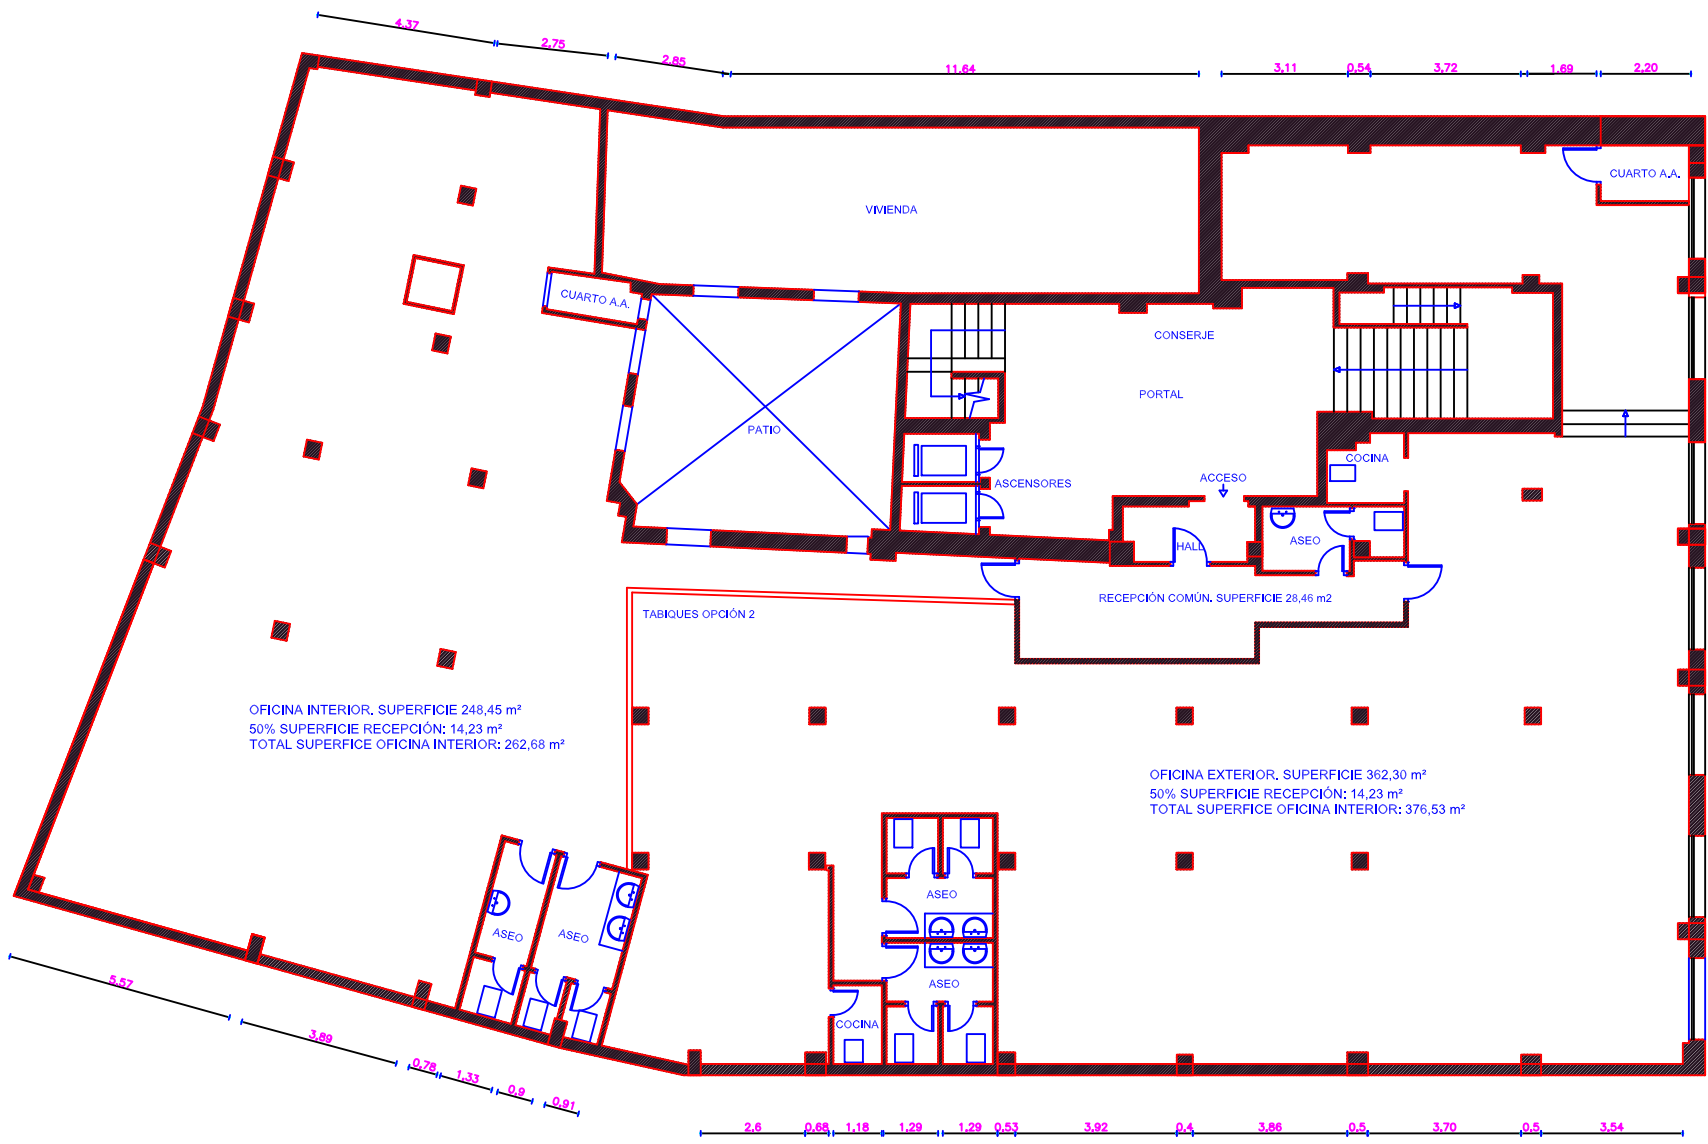 4,37
2,75
2,85
11,64
3,11
0,54
3,72
1,69
2,20
CUARTO A.A.
VIVIENDA
CUARTO A.A.
CONSERJE
PORTAL
PATIO
COCINA
ACCESO
ASCENSORES
HALL
ASEO
RECEPCIÓN COMÚN. SUPERFICIE 28,46 m2
TABIQUES OPCIÓN 2
OFICINA INTERIOR. SUPERFICIE 248,45 m²
50% SUPERFICIE RECEPCIÓN: 14,23 m²
TOTAL SUPERFICE OFICINA INTERIOR: 262,68 m²
OFICINA EXTERIOR. SUPERFICIE 362,30 m²
50% SUPERFICIE RECEPCIÓN: 14,23 m²
TOTAL SUPERFICE OFICINA INTERIOR: 376,53 m²
ASEO
ASEO
ASEO
ASEO
COCINA
5,57
3,89
0,78
1,33
0,9
0,91
2,6
0,68
1,18
1,29
1,29
0,53
3,92
0,4
3,86
0,5
3,70
0,5
3,54